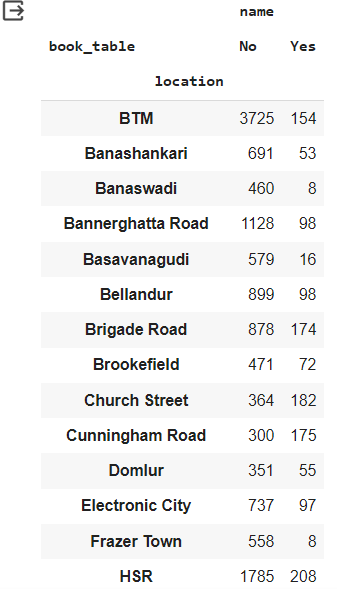 name
book_table No Yes
location
BTM 3725 154
Banashankari 691 53
Banaswadi 460 8
Bannerghatta Road 1128 98
Basavanagudi 579 16
Bellandur 899 98
Brigade Road 878 174
Brookefield 471 72
Church Street 364 182
Cunningham Road 300 175
Domlur 351 55
Electronic City 737 97
Frazer Town 558 8
HSR 1785 208